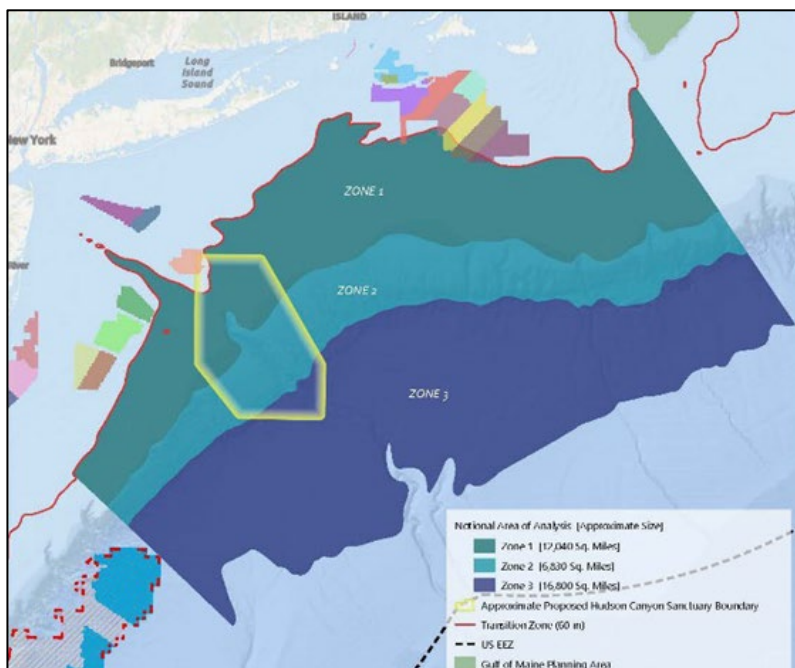 ISLAND
Bridgeport
Long
Island
Sound
New York
River
ZONE 1
ZONE 2
ZONE 3
Notional Area of Analysis [Approximate Size]
Zone 1 [12,040 Sq. Miles]
Zone 2 [6,830 Sq. Miles]
Zone 3 [16,800 Sq. Miles]
Approximate Proposed Hudson Canyon Sanctuary Boundary
Transition Zone (60 m)
US EEZ
Gulf of Maine Planning Area